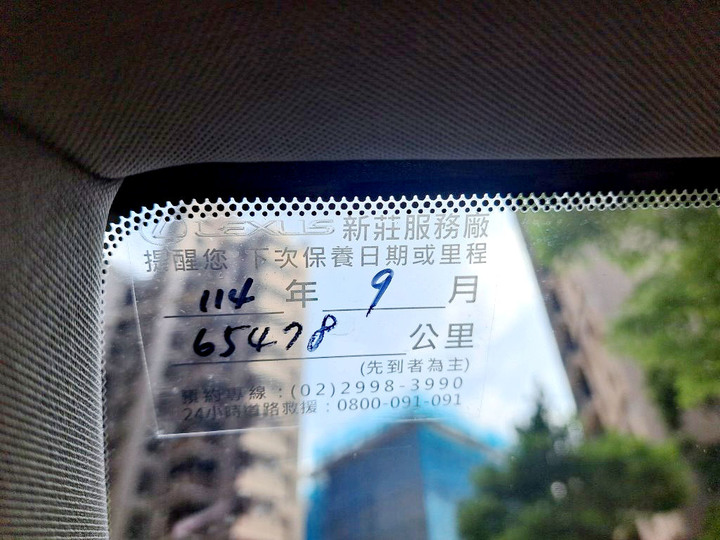 LEXUS 新莊服務廠
提醒您 下次保養日期或里程
114 年 9 月
65478 公里
(先到者為主)
預約專線：(02)2998-3990
24小時道路救援：0800-091-091